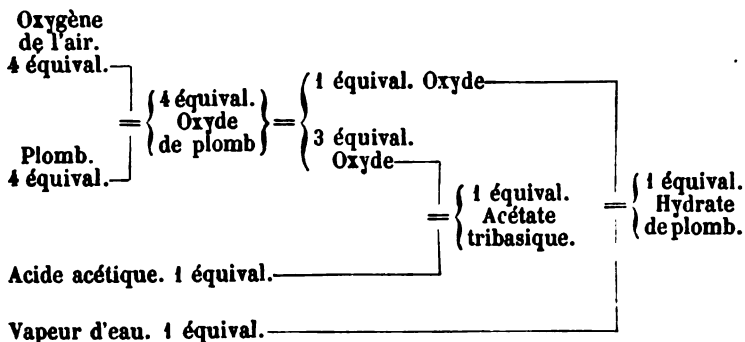 Oxygène
de l'air.
4 équival.
4 équival.
Oxyde
de plomb
1 équival. Oxyde
3 équival.
Oxyde
Plomb.
4 équival.
1 équival.
Acétate
tribasique.
1 équival.
Hydrate
de plomb.
Acide acétique. 1 équival.
Vapeur d'eau. 1 équival.